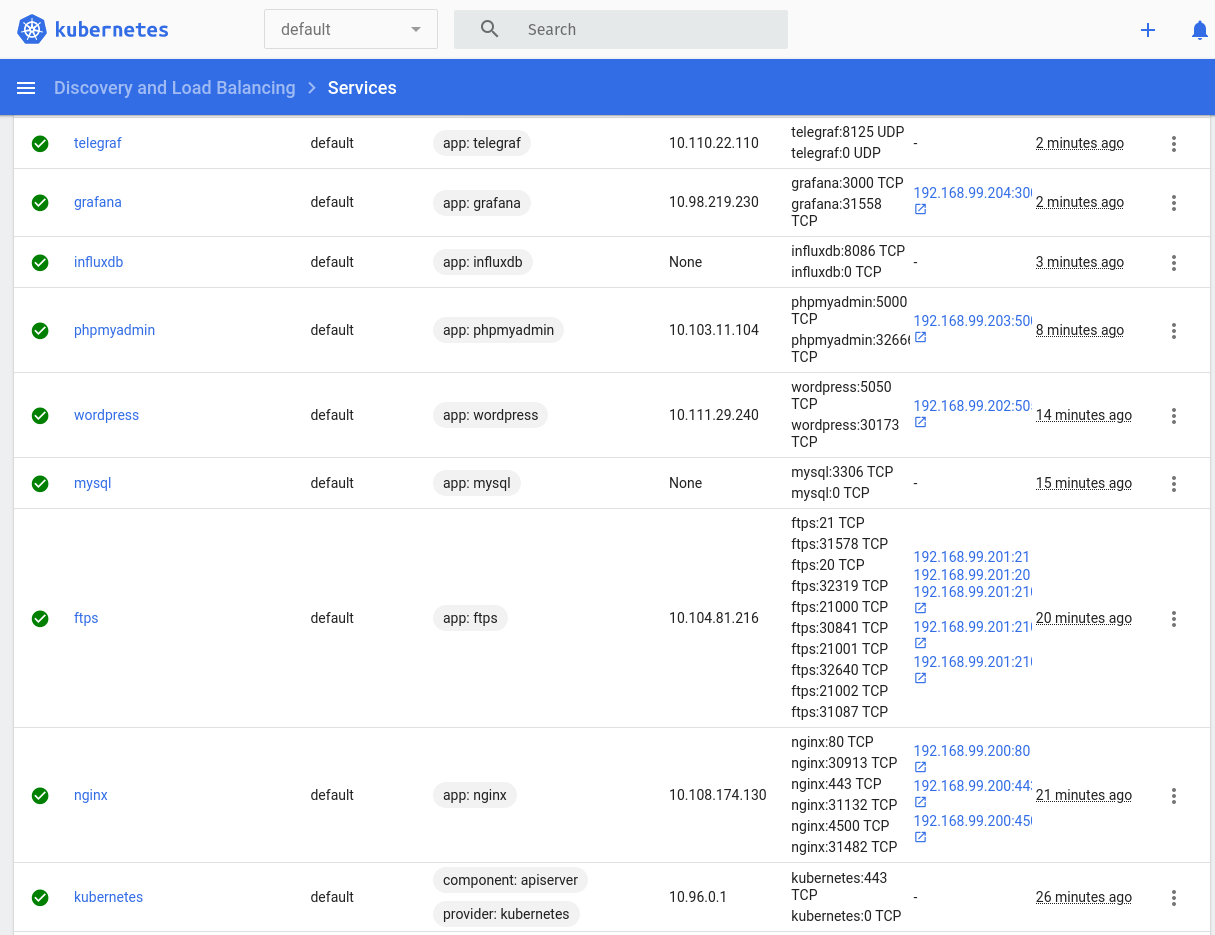 kubernetes
default
Search
Discovery and Load Balancing
Services
telegraf
default
app: telegraf
10.110.22.110
telegraf:8125 UDP
telegraf:0 UDP
-
2 minutes ago
grafana
default
app: grafana
10.98.219.230
grafana:3000 TCP
grafana:31558
TCP
192.168.99.204:300
2 minutes ago
influxdb
default
app: influxdb
None
influxdb:8086 TCP
influxdb:0 TCP
-
3 minutes ago
phpmyadmin
default
app: phpmyadmin
10.103.11.104
phpmyadmin:5000
TCP
phpmyadmin:32666
TCP
192.168.99.203:500
8 minutes ago
wordpress
default
app: wordpress
10.111.29.240
wordpress:5050
TCP
wordpress:30173
TCP
192.168.99.202:505
14 minutes ago
mysql
default
app: mysql
None
mysql:3306 TCP
mysql:0 TCP
-
15 minutes ago
ftps
default
app: ftps
10.104.81.216
ftps:21 TCP
ftps:31578 TCP
ftps:20 TCP
ftps:32319 TCP
ftps:21000 TCP
ftps:30841 TCP
ftps:21001 TCP
ftps:32640 TCP
ftps:21002 TCP
ftps:31087 TCP
192.168.99.201:21
192.168.99.201:20
192.168.99.201:210
192.168.99.201:210
192.168.99.201:210
20 minutes ago
nginx
default
app: nginx
10.108.174.130
nginx:80 TCP
nginx:30913 TCP
nginx:443 TCP
nginx:31132 TCP
nginx:4500 TCP
nginx:31482 TCP
192.168.99.200:80
192.168.99.200:443
192.168.99.200:450
21 minutes ago
kubernetes
default
component: apiserver
provider: kubernetes
10.96.0.1
kubernetes:443
TCP
kubernetes:0 TCP
-
26 minutes ago